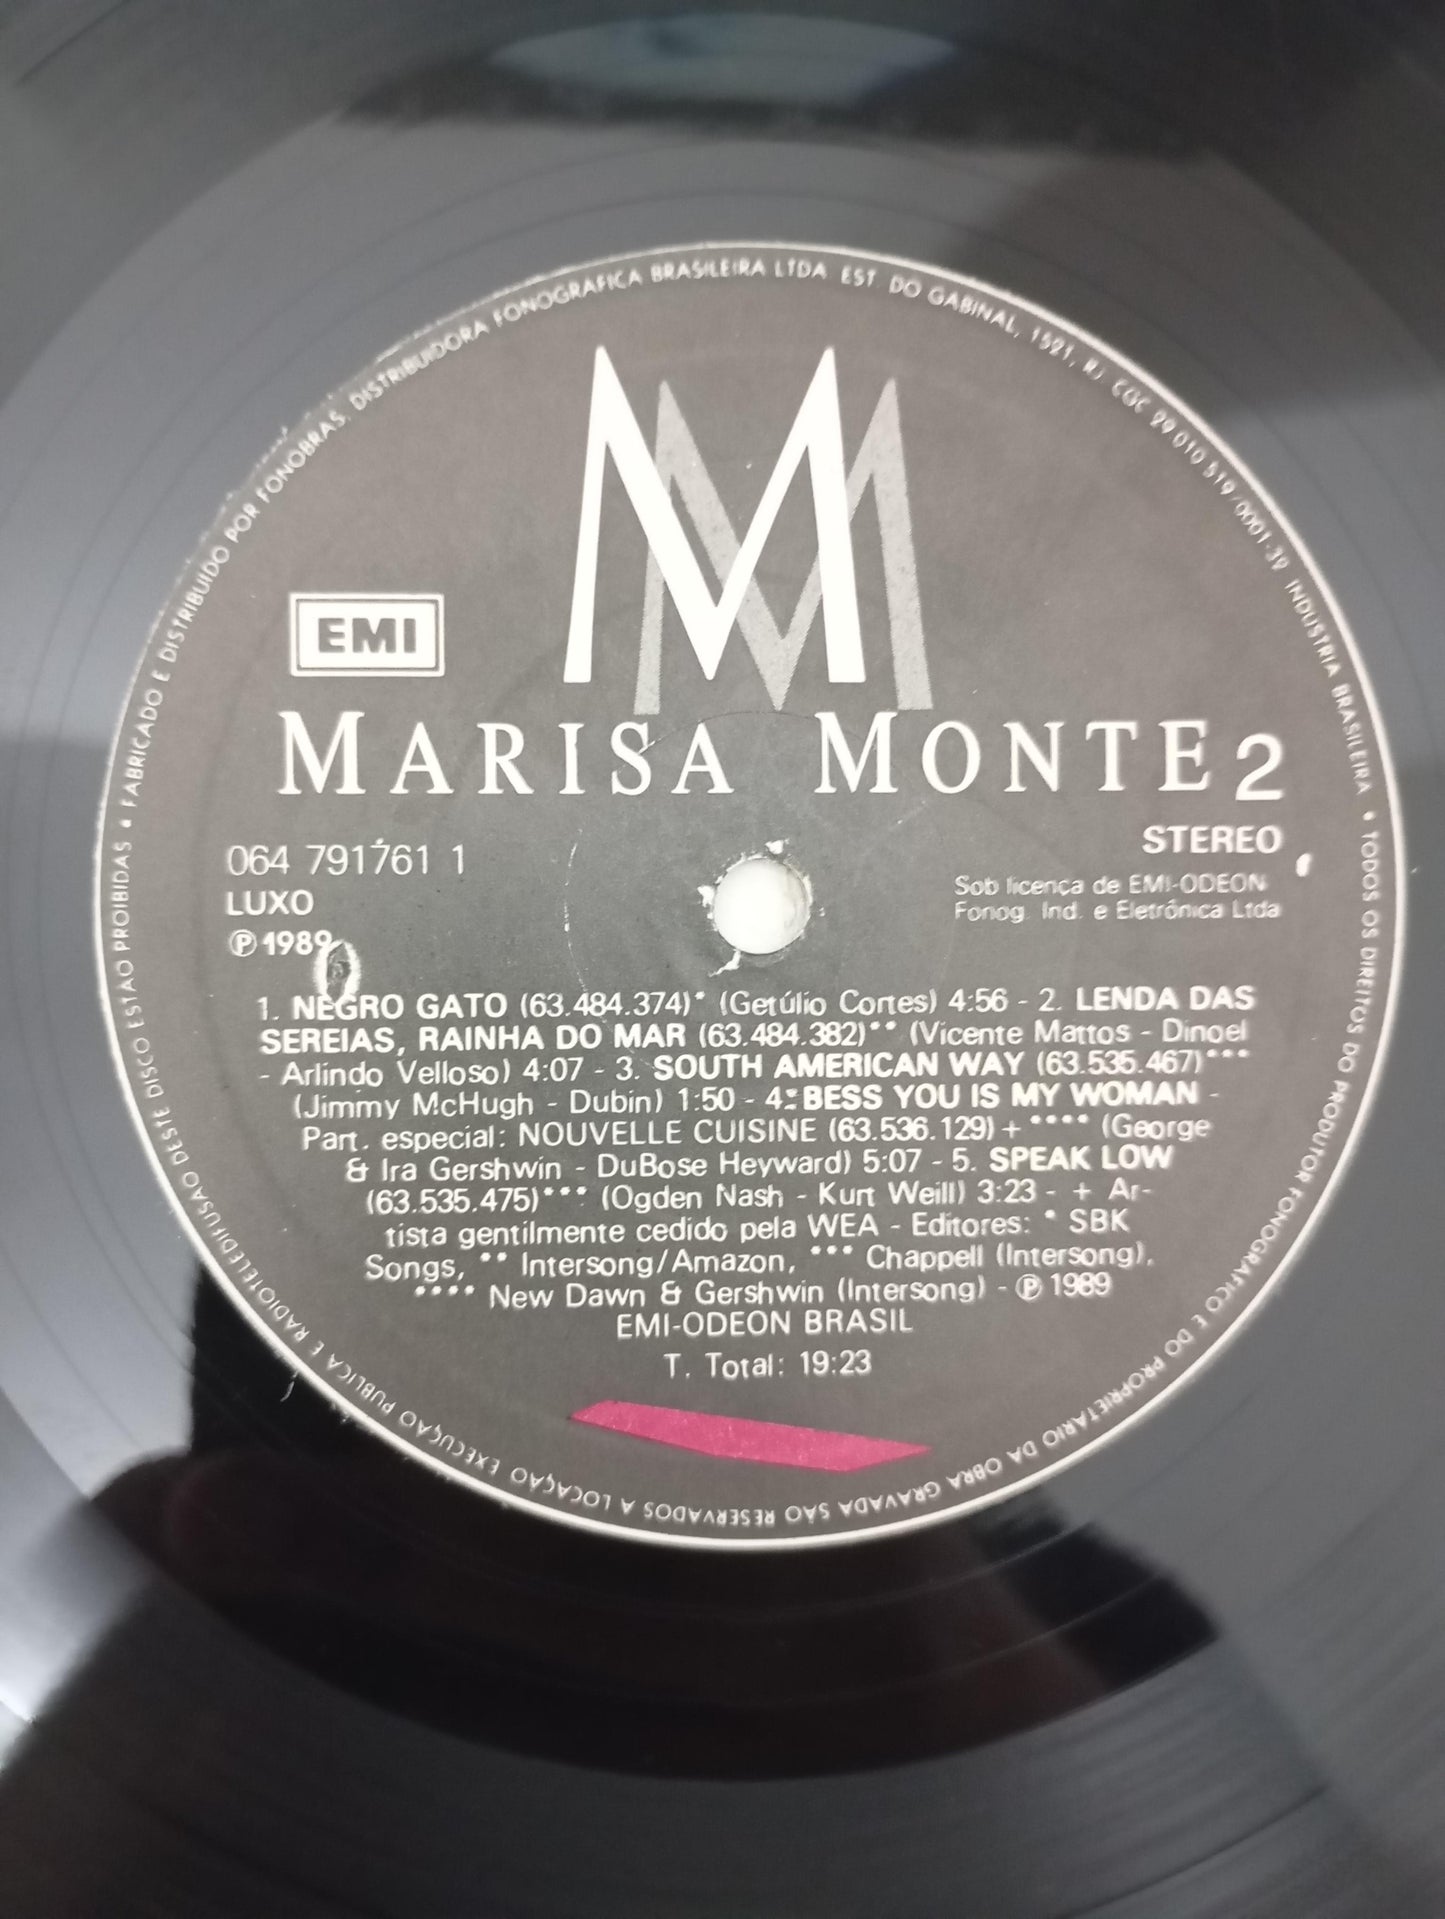 FABRICADO E DISTRIBUIDO POR FONOBRAS, DISTRIBUIDORA FONOGRAFICA BRASILEIRA LTDA EST. DO GABINAL, 1521, RJ CGC 29 010 519/0001-39 INDUSTRIA BRASILEIRA • TODOS OS DIREITOS DO PRODUTOR FONOGRAFICO E DO PROPRIETARIO DA OBRA GRAVADA SÃO RESERVADOS A LOCAÇÃO EXECUÇÃO PUBLICA E RADIOTELEDIFUSÃO DESTE DISCO ESTÃO PROIBIDAS •
MM
EMI
MARISA MONTE 2
STEREO
064 791761 1
LUXO
Ⓟ 1989
Sob licença de EMI-ODEON
Fonog. Ind. e Eletrônica Ltda
1. NEGRO GATO (63.484.374)* (Getúlio Cortes) 4:56 - 2. LENDA DAS
SEREIAS, RAINHA DO MAR (63.484.382)** (Vicente Mattos - Dinoel
- Arlindo Velloso) 4:07 - 3. SOUTH AMERICAN WAY (63.535.467)***
(Jimmy McHugh - Dubin) 1:50 - 4. BESS YOU IS MY WOMAN -
Part. especial: NOUVELLE CUISINE (63.536.129) + **** (George
& Ira Gershwin - DuBose Heyward) 5:07 - 5. SPEAK LOW
(63.535.475)*** (Ogden Nash - Kurt Weill) 3:23 - + Ar-
tista gentilmente cedido pela WEA - Editores: * SBK
Songs, ** Intersong/Amazon, *** Chappell (Intersong),
**** New Dawn & Gershwin (Intersong) - Ⓟ 1989
EMI-ODEON BRASIL
T. Total: 19:23